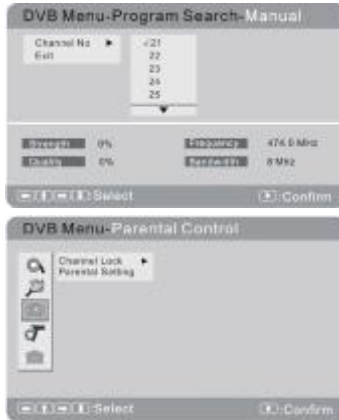 DVB Menu-Program Search-Manual
Channel No ▶ √21
Exit 22
23
24
25
Strength 0% Frequency 474.0 MHz
Quality 0% Bandwidth 8 MHz
:Select :Confirm
DVB Menu-Parental Control
Channel Lock ▶
Parental Setting
:Select :Confirm